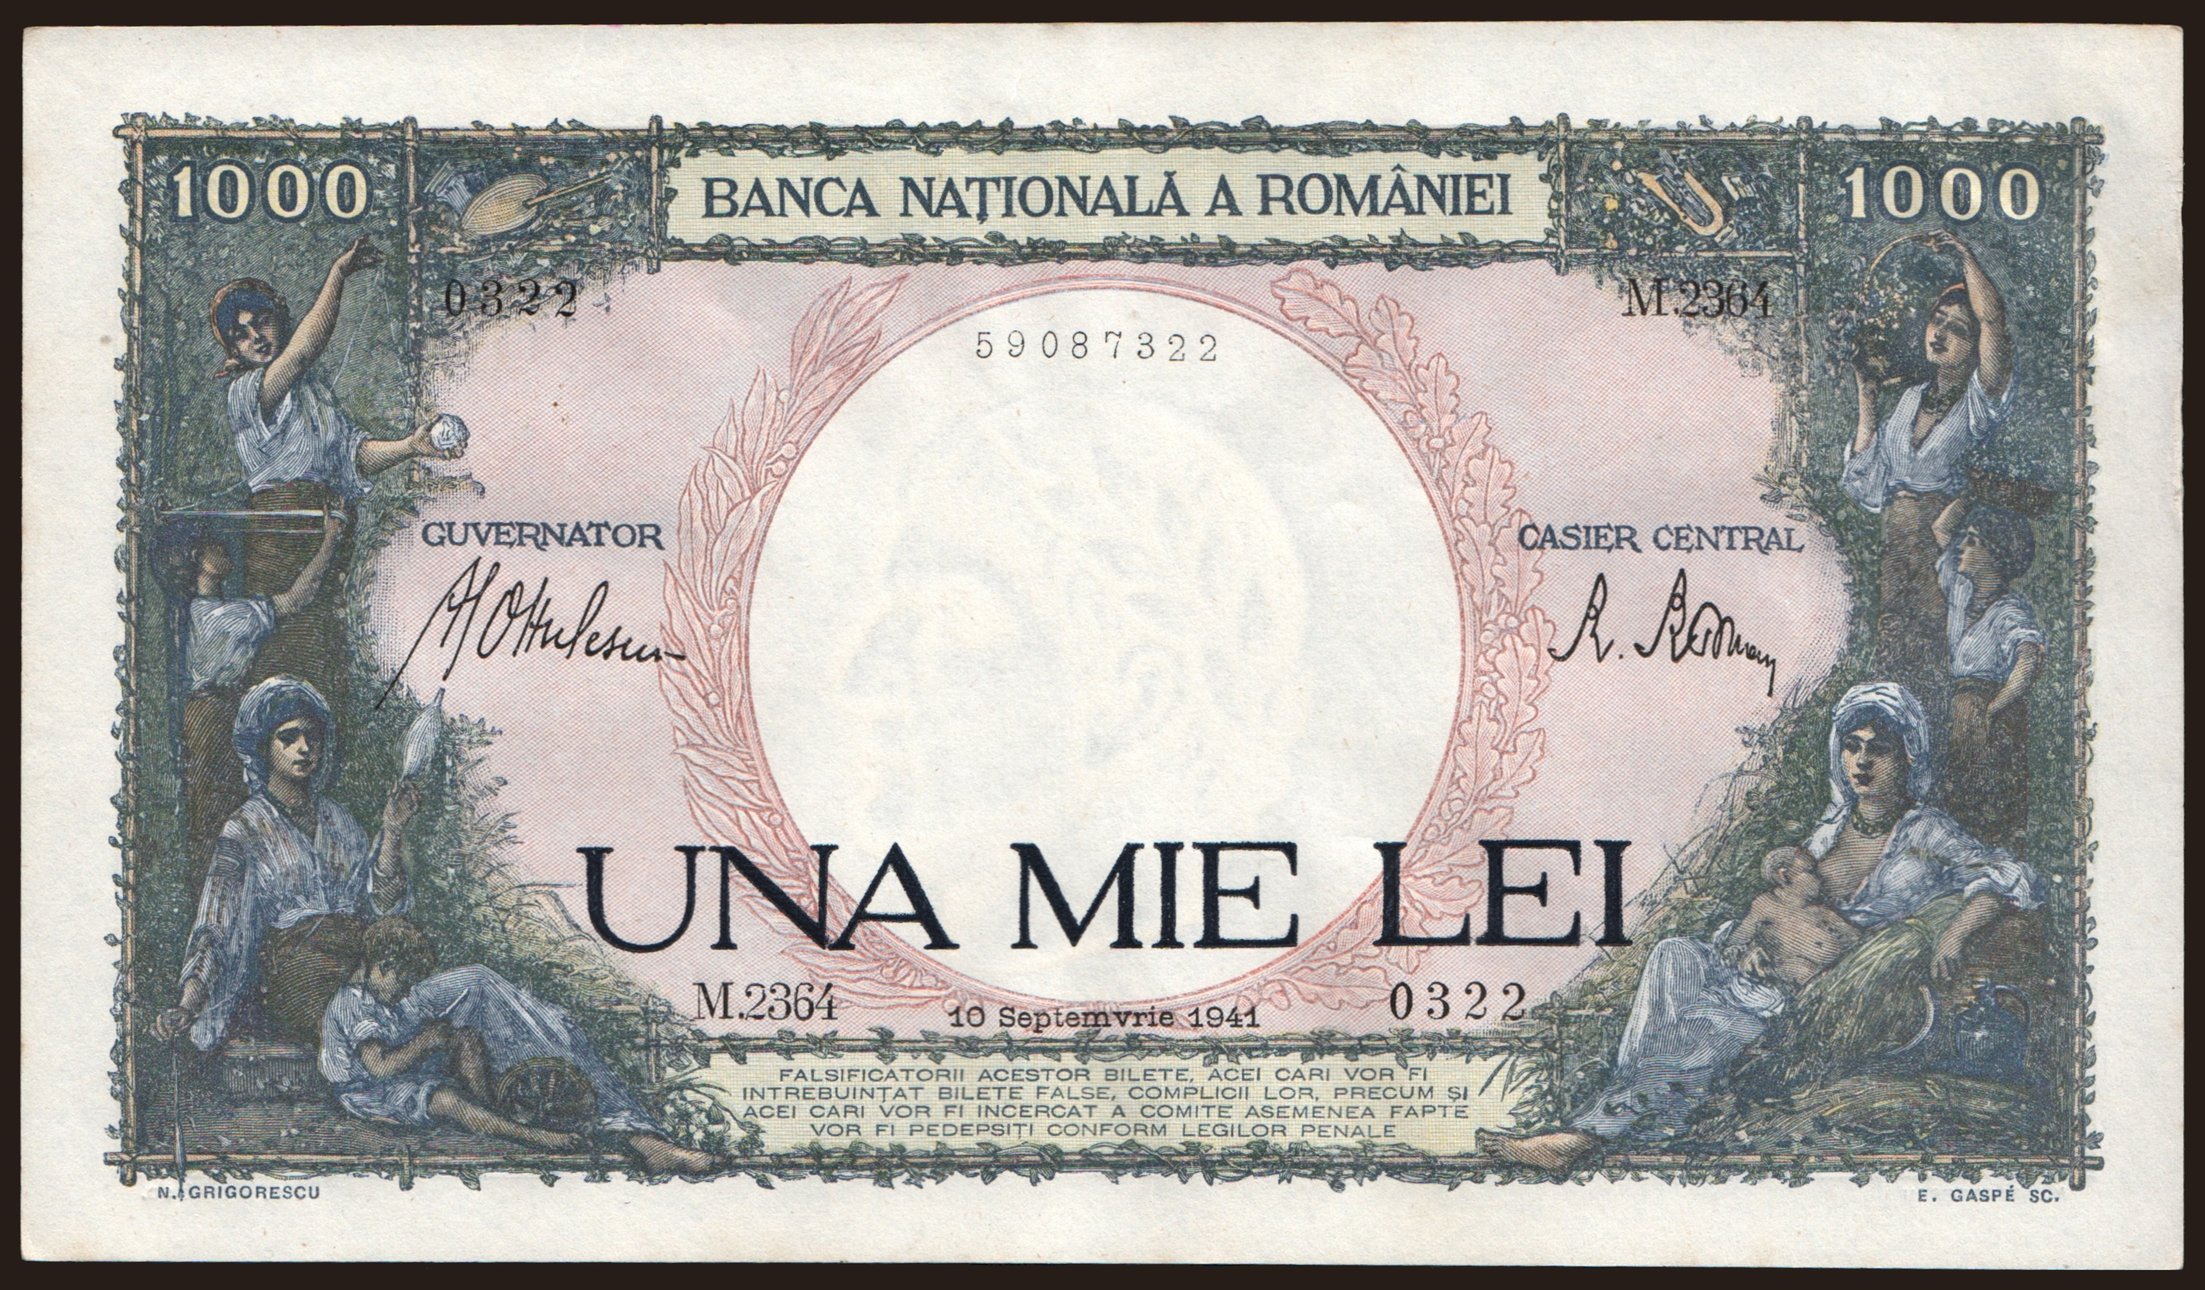 1000
BANCA NAȚIONALĂ A ROMÂNIEI
1000
0322
M.2364
59087322
GUVERNATOR
CASIER CENTRAL
UNA MIE LEI
M.2364
10 Septemvrie 1941
0322
FALSIFICATORII ACESTOR BILETE, ACEI CARI VOR FI
INTREBUINȚAT BILETE FALSE, COMPLICII LOR, PRECUM ȘI
ACEI CARI VOR FI INCERCAT A COMITE ASEMENEA FAPTE
VOR FI PEDEPSIȚI CONFORM LEGILOR PENALE
N. GRIGORESCU
E. GASPÉ SC.